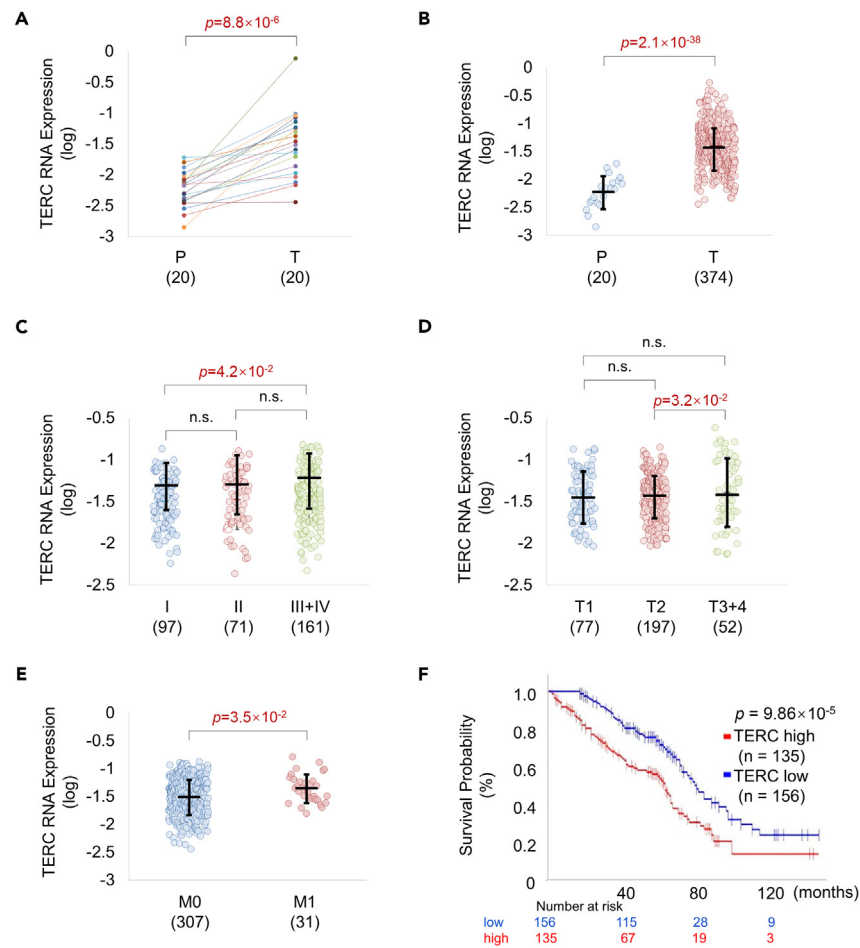 A
p=8.8×10-6
TERC RNA Expression
(log)
0
-0.5
-1
-1.5
-2
-2.5
-3
P
(20)
T
(20)
B
p=2.1×10-38
TERC RNA Expression
(log)
0
-0.5
-1
-1.5
-2
-2.5
-3
P
(20)
T
(374)
C
p=4.2×10-2
n.s.
n.s.
TERC RNA Expression
(log)
-0.5
-1
-1.5
-2
-2.5
I
(97)
II
(71)
III+IV
(161)
D
n.s.
n.s.
p=3.2×10-2
TERC RNA Expression
(log)
-0.5
-1
-1.5
-2
-2.5
T1
(77)
T2
(197)
T3+4
(52)
E
p=3.5×10-2
TERC RNA Expression
(log)
0
-0.5
-1
-1.5
-2
-2.5
-3
M0
(307)
M1
(31)
F
Survival Probability
(%)
1.0
0.8
0.6
0.4
0.2
0
p = 9.86×10-5
TERC high
(n = 135)
TERC low
(n = 156)
40 80 120 (months)
Number at risk
low 156 115 28 9
high 135 67 19 3